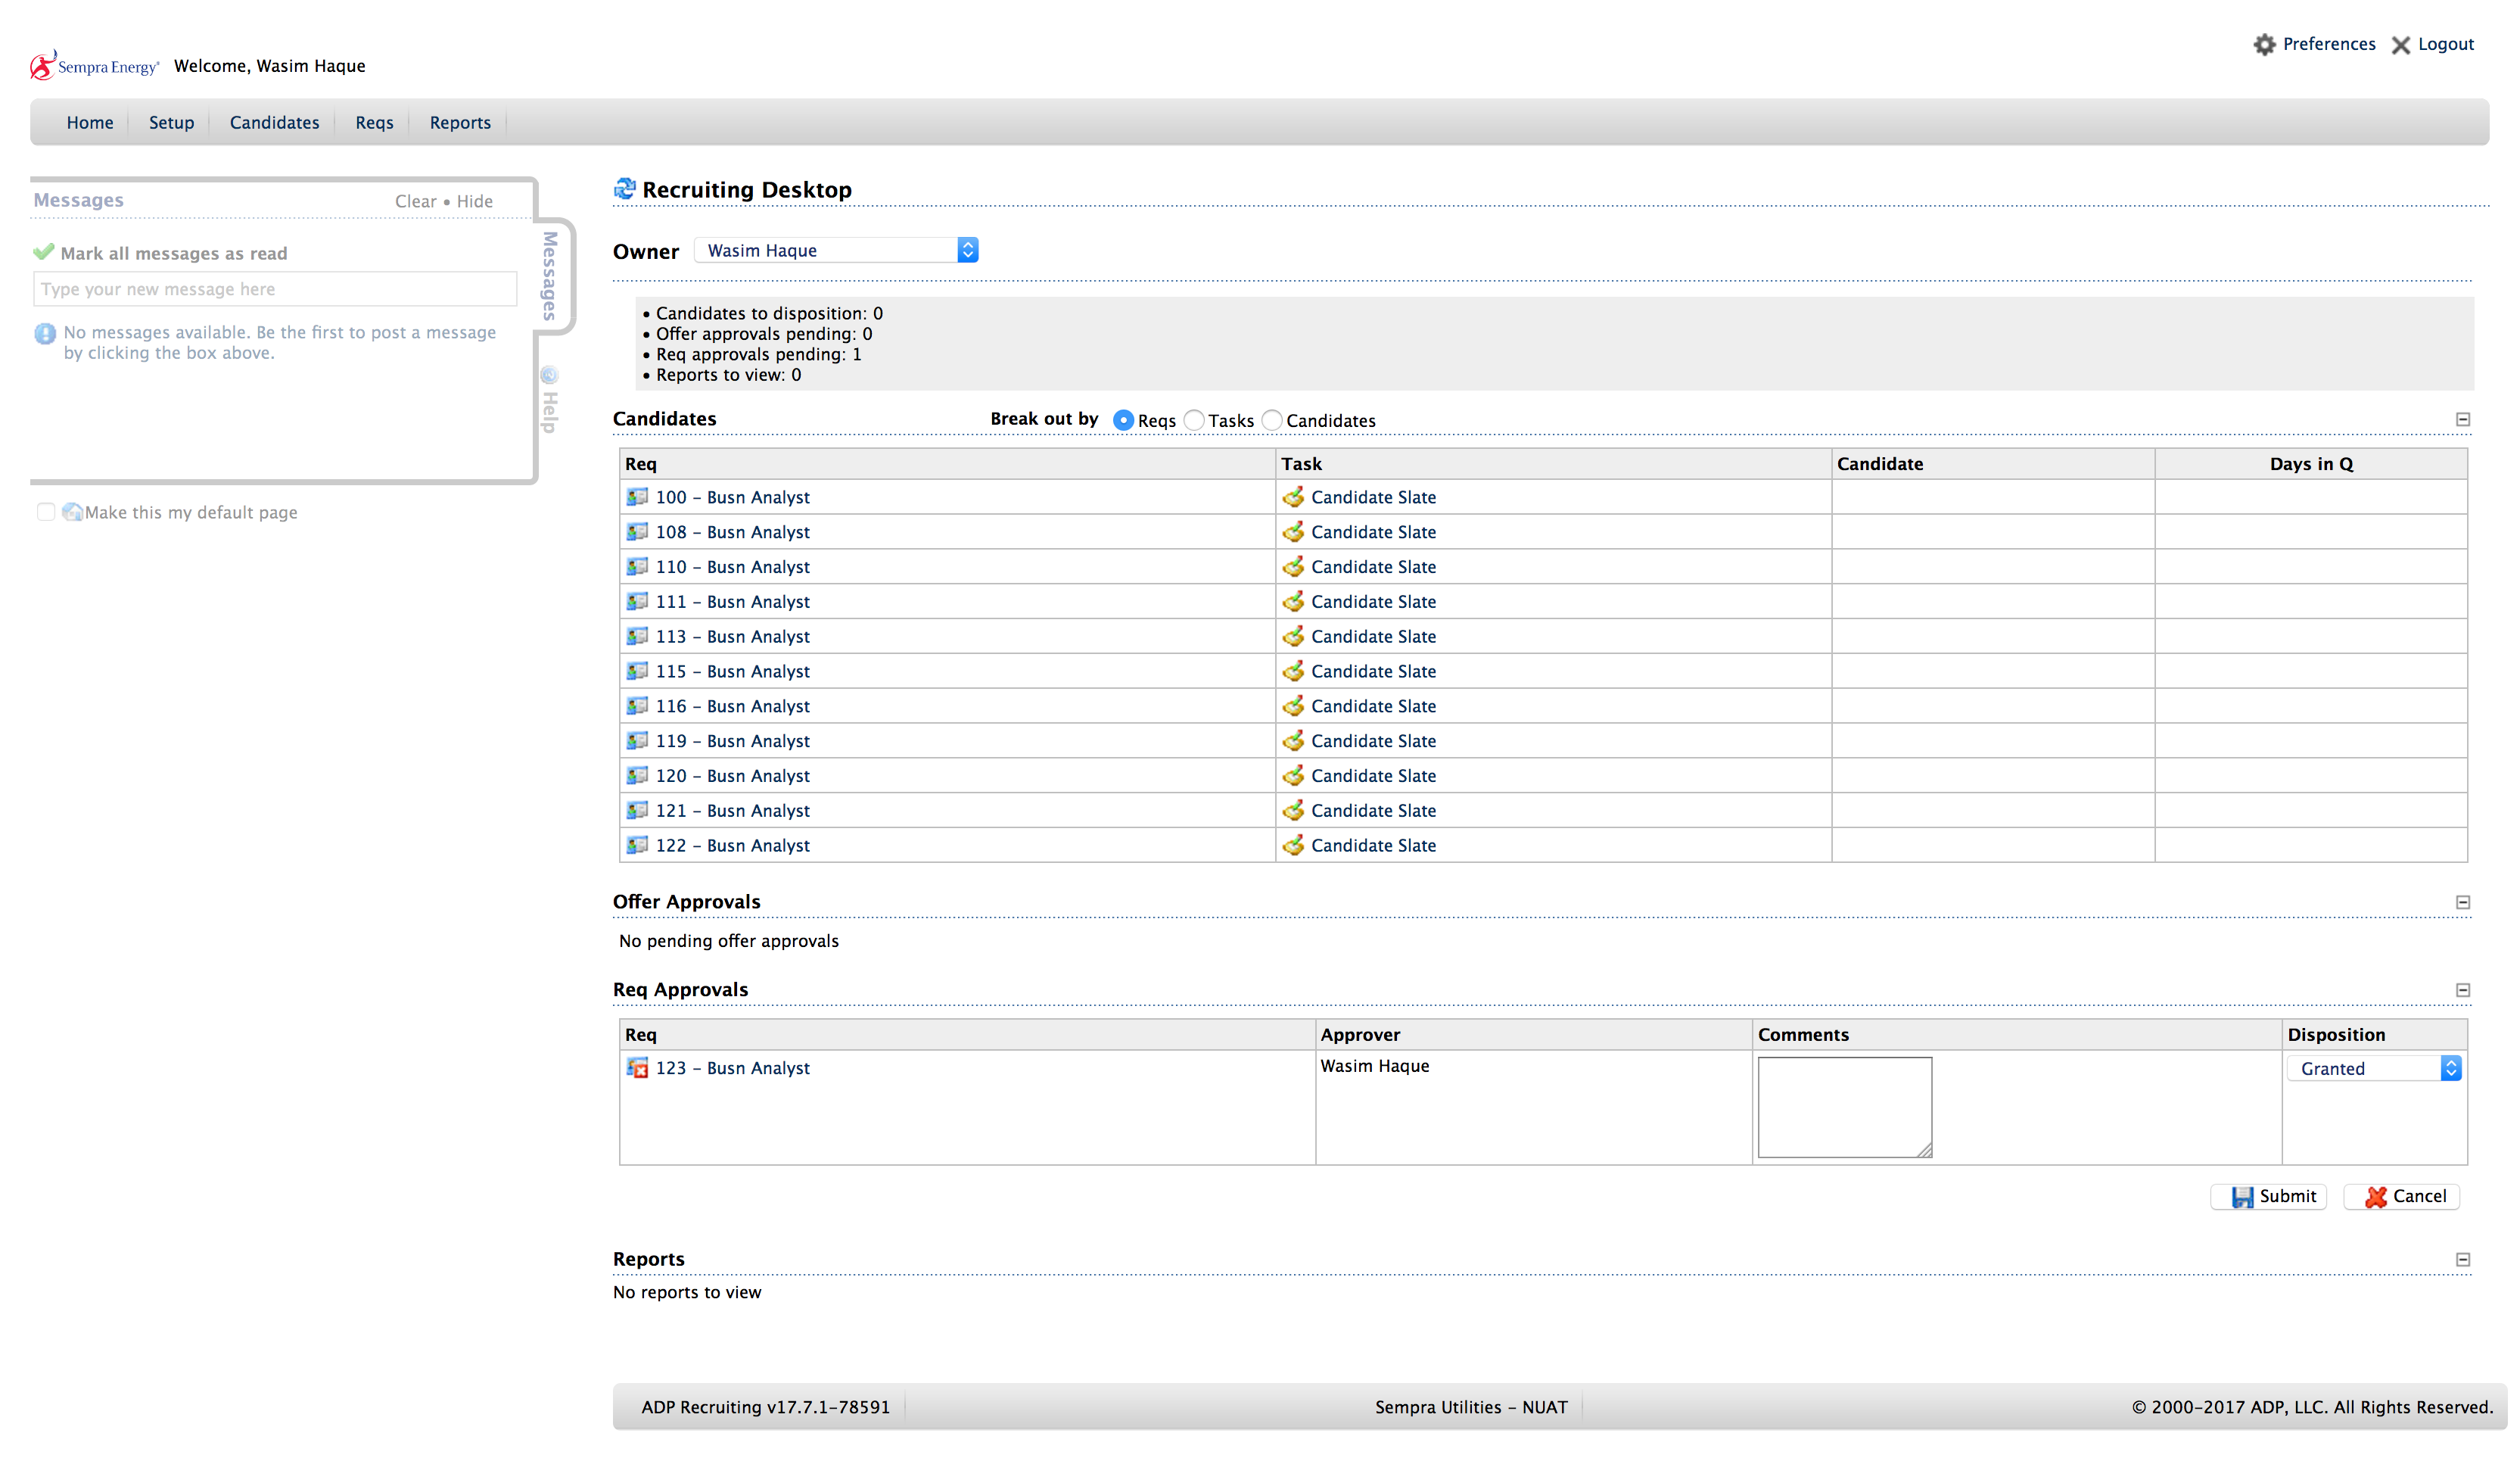 Preferences Logout
Sempra Energy® Welcome, Wasim Haque
Home Setup Candidates Reqs Reports
Messages Clear • Hide
Mark all messages as read
Type your new message here
No messages available. Be the first to post a message
by clicking the box above.
Messages
Help
Make this my default page
Recruiting Desktop
Owner Wasim Haque
• Candidates to disposition: 0
• Offer approvals pending: 0
• Req approvals pending: 1
• Reports to view: 0
Candidates Break out by Reqs Tasks Candidates
Req Task Candidate Days in Q
100 – Busn Analyst Candidate Slate
108 – Busn Analyst Candidate Slate
110 – Busn Analyst Candidate Slate
111 – Busn Analyst Candidate Slate
113 – Busn Analyst Candidate Slate
115 – Busn Analyst Candidate Slate
116 – Busn Analyst Candidate Slate
119 – Busn Analyst Candidate Slate
120 – Busn Analyst Candidate Slate
121 – Busn Analyst Candidate Slate
122 – Busn Analyst Candidate Slate
Offer Approvals
No pending offer approvals
Req Approvals
Req Approver Comments Disposition
123 – Busn Analyst Wasim Haque Granted
Submit Cancel
Reports
No reports to view
ADP Recruiting v17.7.1–78591 Sempra Utilities – NUAT © 2000–2017 ADP, LLC. All Rights Reserved.